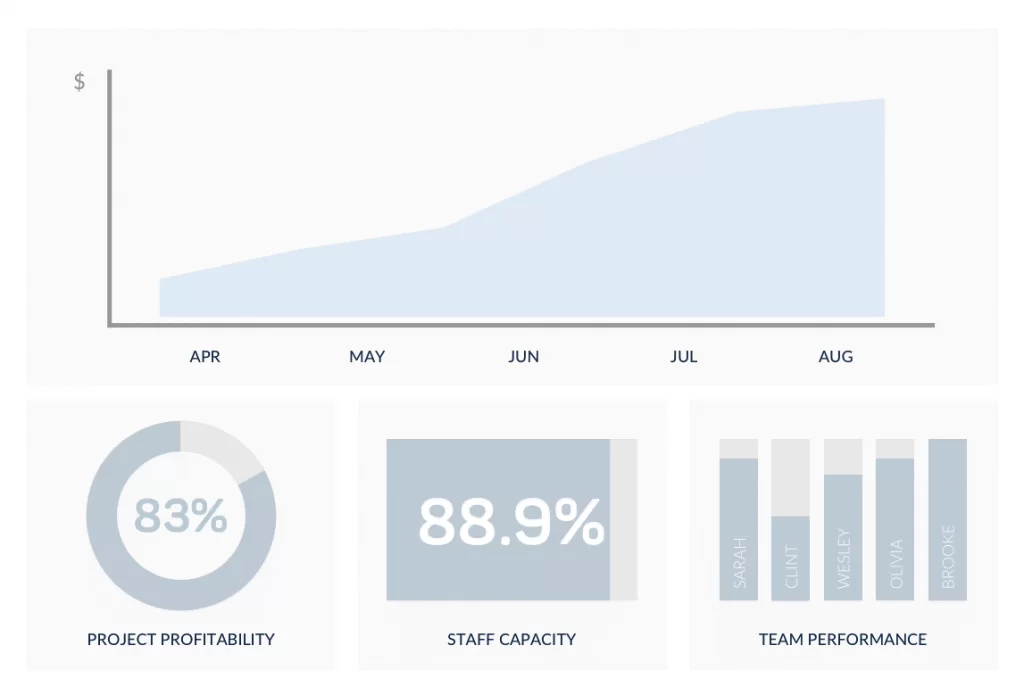 $
APR MAY JUN JUL AUG
83%
88.9%
SARAH
CLINT
WESLEY
OLIVIA
BROOKE
PROJECT PROFITABILITY
STAFF CAPACITY
TEAM PERFORMANCE